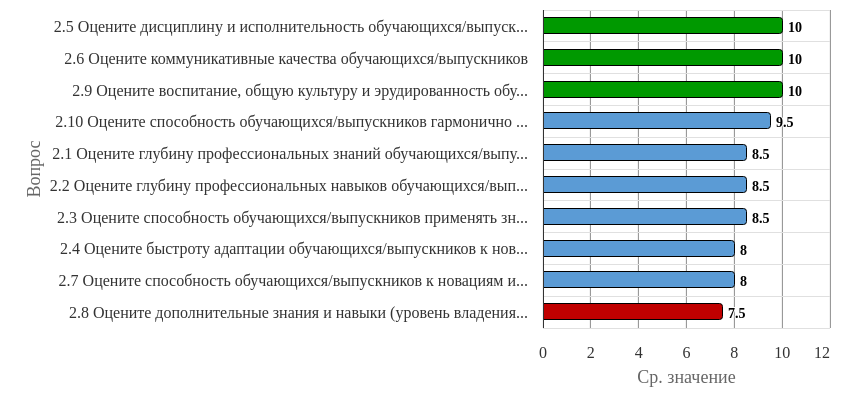 2.5 Оцените дисциплину и исполнительность обучающихся/выпуск... 10
2.6 Оцените коммуникативные качества обучающихся/выпускников 10
2.9 Оцените воспитание, общую культуру и эрудированность обу... 10
2.10 Оцените способность обучающихся/выпускников гармонично ... 9.5
2.1 Оцените глубину профессиональных знаний обучающихся/выпу... 8.5
2.2 Оцените глубину профессиональных навыков обучающихся/вып... 8.5
2.3 Оцените способность обучающихся/выпускников применять зн... 8.5
2.4 Оцените быстроту адаптации обучающихся/выпускников к нов... 8
2.7 Оцените способность обучающихся/выпускников к новациям и... 8
2.8 Оцените дополнительные знания и навыки (уровень владения... 7.5
Вопрос
0 2 4 6 8 10 12
Ср. значение